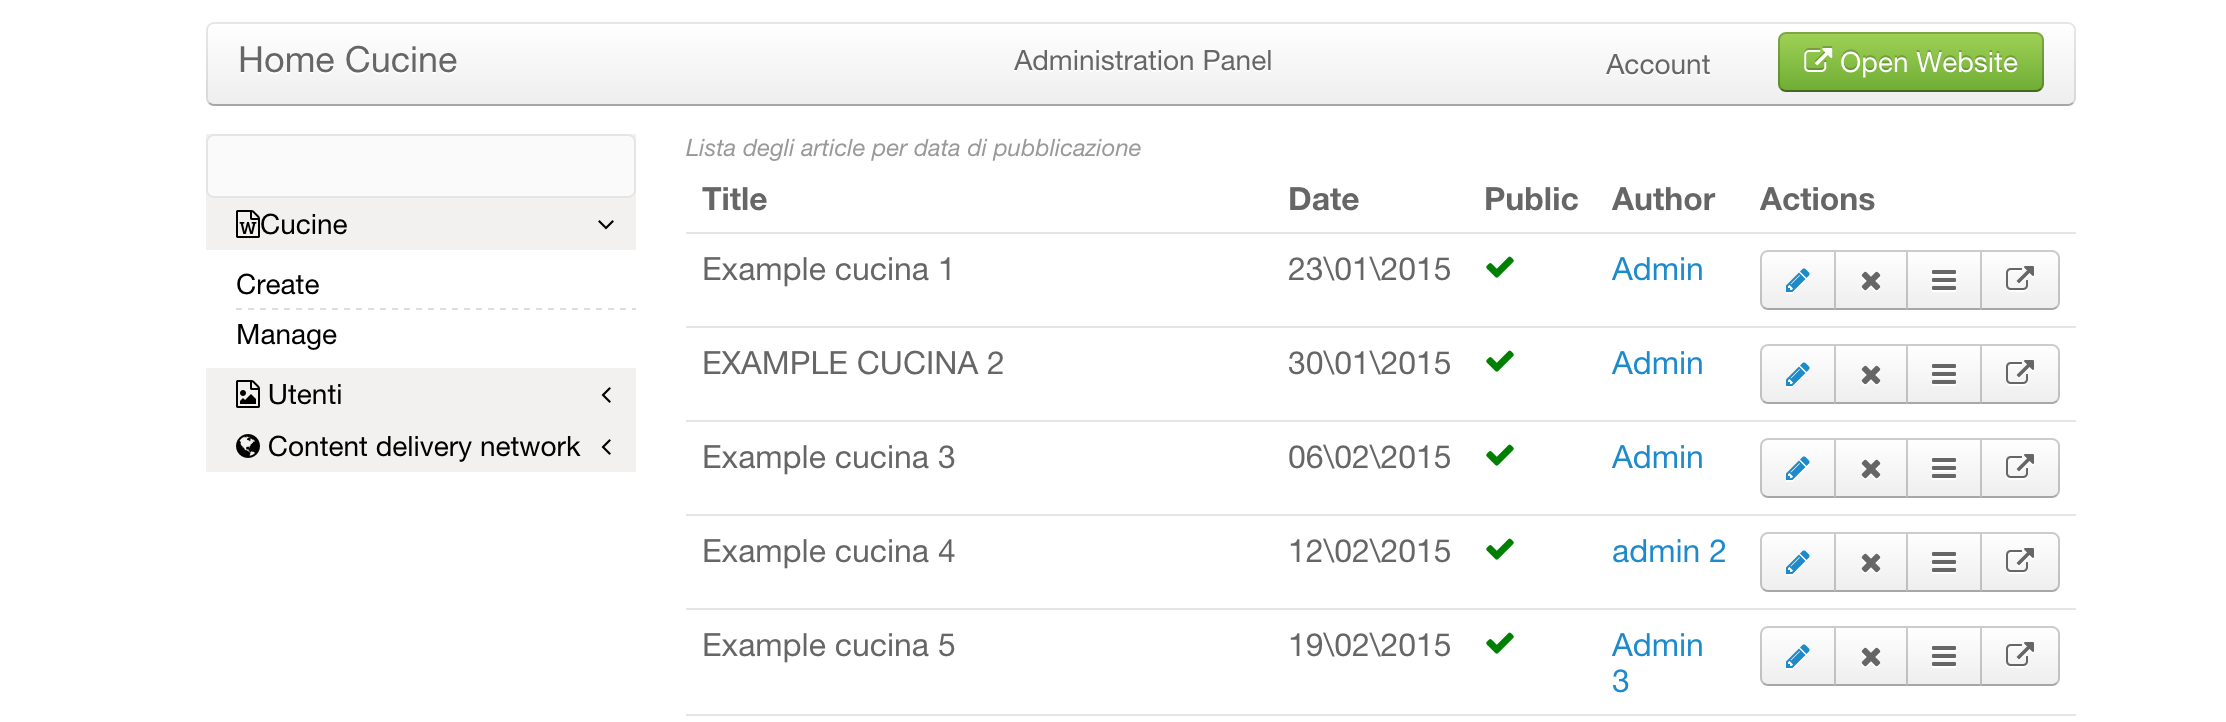 Home Cucine Administration Panel Account Open Website
Lista degli article per data di pubblicazione
Cucine
Create
Manage
Utenti
Content delivery network
Title Date Public Author Actions
Example cucina 1 23\01\2015 Admin
EXAMPLE CUCINA 2 30\01\2015 Admin
Example cucina 3 06\02\2015 Admin
Example cucina 4 12\02\2015 admin 2
Example cucina 5 19\02\2015 Admin
3